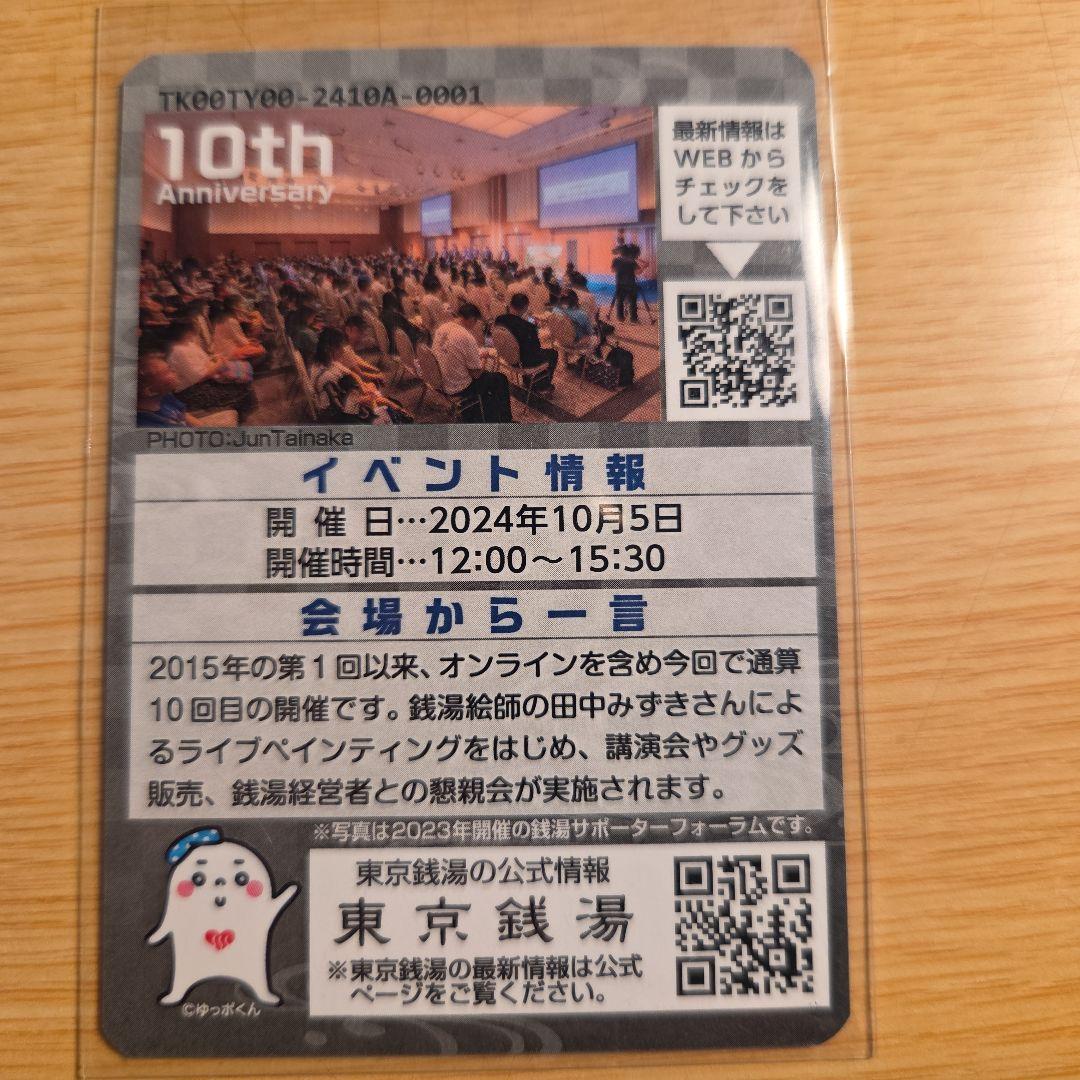 TK00TY00-2410A-0001
10th
Anniversary
最新情報は
WEBから
チェックを
して下さい
PHOTO:JunTainaka
イベント情報
開催日…2024年10月5日
開催時間…12:00〜15:30
会場から一言
2015年の第1回以来、オンラインを含め今回で通算
10回目の開催です。銭湯絵師の田中みずきさんによ
るライブペインティングをはじめ、講演会やグッズ
販売、銭湯経営者との懇親会が実施されます。
※写真は2023年開催の銭湯サポーターフォーラムです。
東京銭湯の公式情報
東京銭湯
※東京銭湯の最新情報は公式
ページをご覧ください。
©ゆっポくん